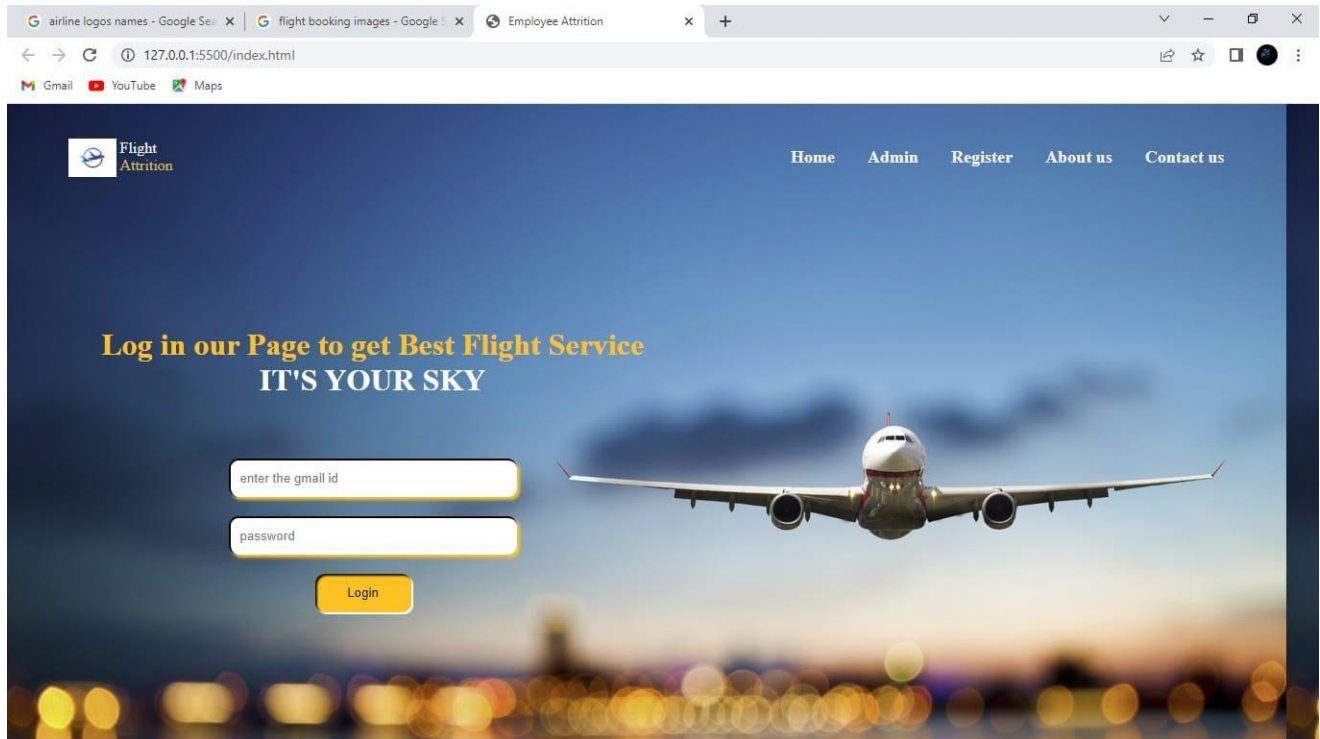 airline logos names - Google Sea
flight booking images - Google S
Employee Attrition
127.0.0.1:5500/index.html
Gmail YouTube Maps
Flight
Attrition
Home Admin Register About us Contact us
Log in our Page to get Best Flight Service
IT'S YOUR SKY
enter the gmail id
password
Login